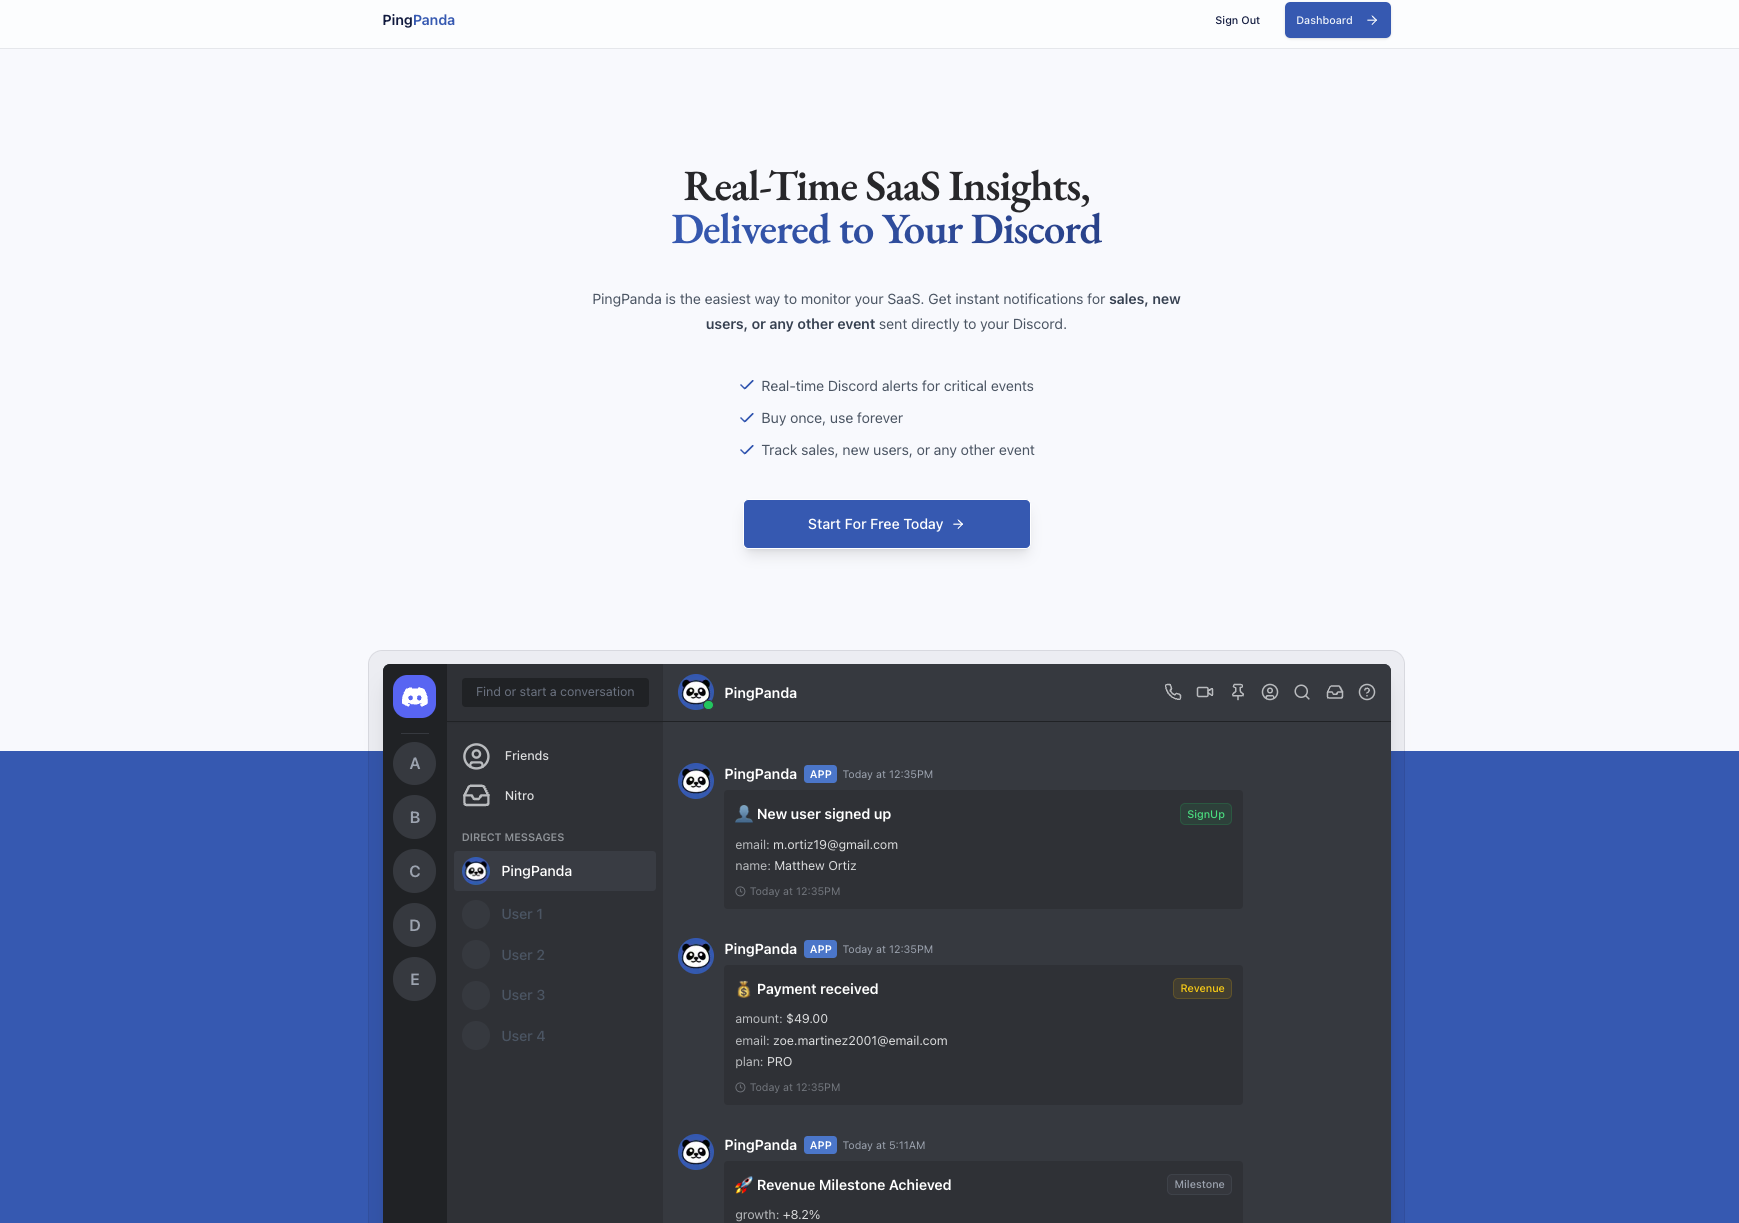 PingPanda
Sign Out
Dashboard
Real-Time SaaS Insights,
Delivered to Your Discord
PingPanda is the easiest way to monitor your SaaS. Get instant notifications for sales, new
users, or any other event sent directly to your Discord.
Real-time Discord alerts for critical events
Buy once, use forever
Track sales, new users, or any other event
Start For Free Today
Find or start a conversation
A
B
C
D
E
Friends
Nitro
DIRECT MESSAGES
PingPanda
User 1
User 2
User 3
User 4
PingPanda
PingPanda APP Today at 12:35PM
New user signed up
SignUp
email: m.ortiz19@gmail.com
name: Matthew Ortiz
Today at 12:35PM
PingPanda APP Today at 12:35PM
Payment received
Revenue
amount: $49.00
email: zoe.martinez2001@email.com
plan: PRO
Today at 12:35PM
PingPanda APP Today at 5:11AM
Revenue Milestone Achieved
Milestone
growth: +8.2%